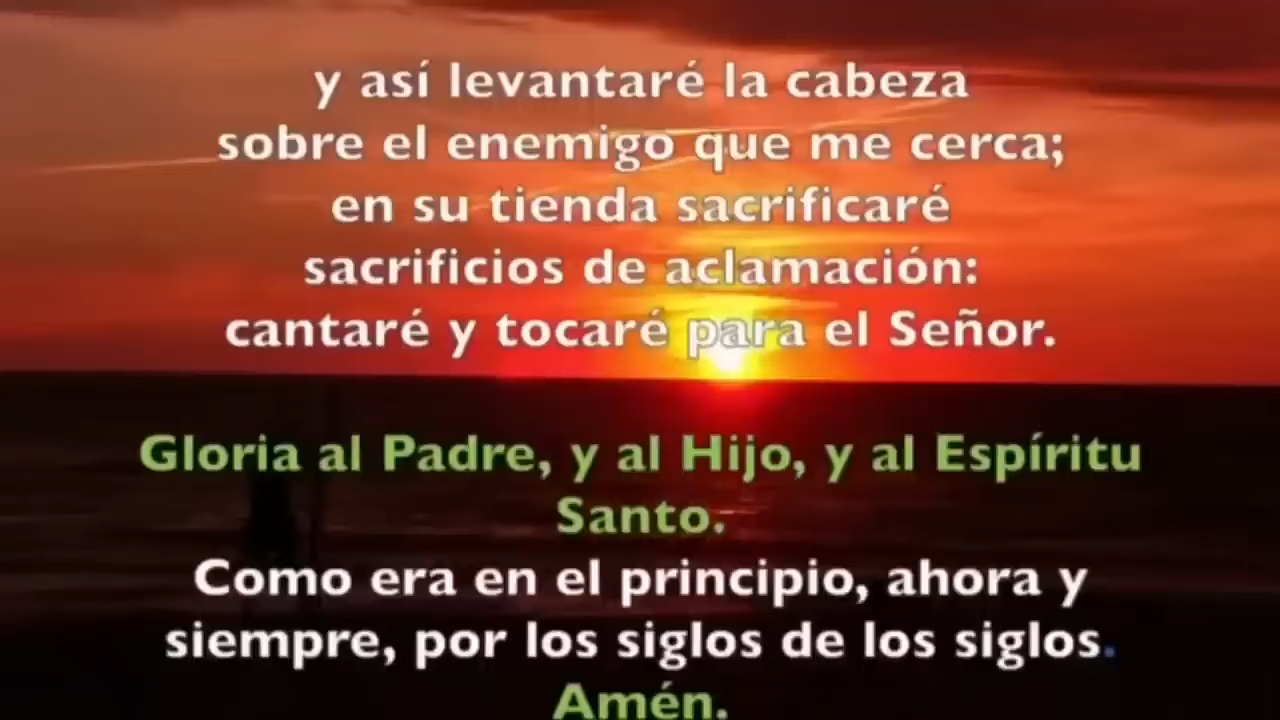 y así levantaré la cabeza
sobre el enemigo que me cerca;
en su tienda sacrificaré
sacrificios de aclamación:
cantaré y tocaré para el Señor.
Gloria al Padre, y al Hijo, y al Espíritu
Santo.
Como era en el principio, ahora y
siempre, por los siglos de los siglos.
Amén.